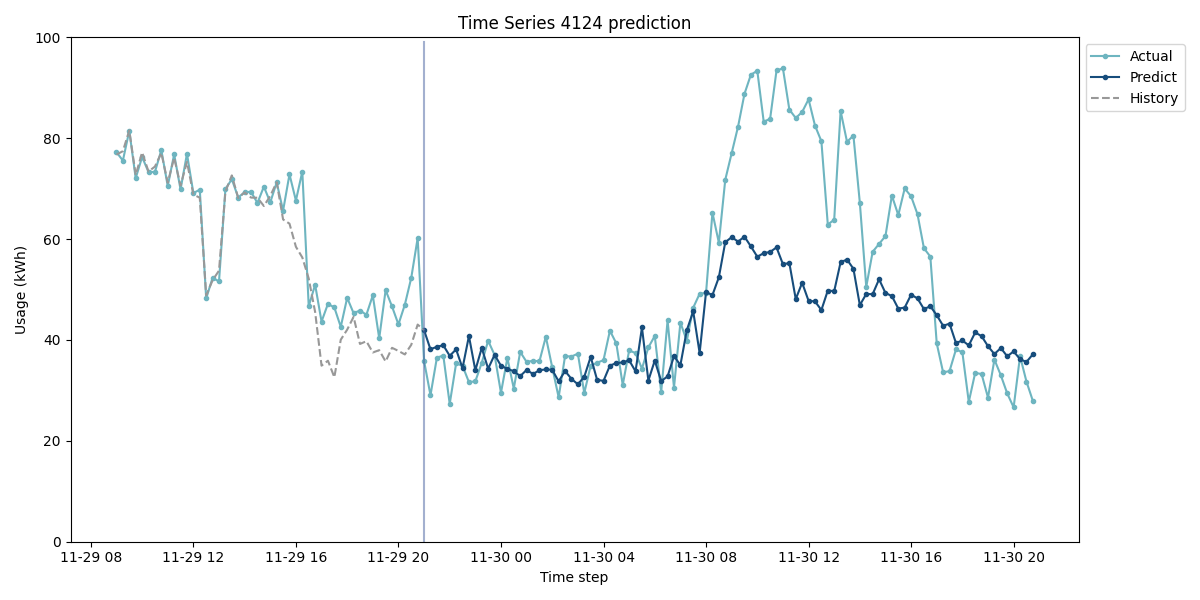 Time Series 4124 prediction
Actual
Predict
History
Usage (kWh)
100
80
60
40
20
0
11-29 08 11-29 12 11-29 16 11-29 20 11-30 00 11-30 04 11-30 08 11-30 12 11-30 16 11-30 20
Time step